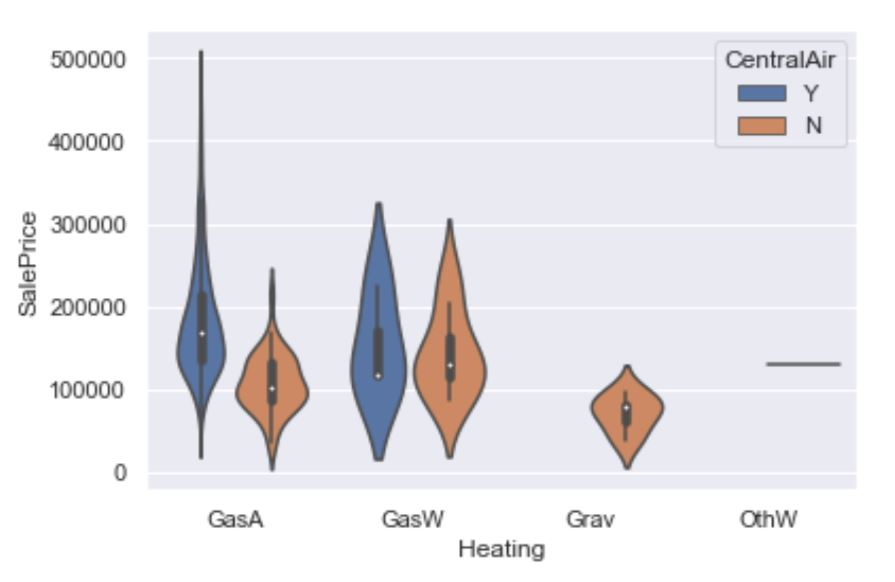 CentralAir
Y
N
500000
400000
300000
200000
100000
0
SalePrice
GasA GasW Grav OthW
Heating